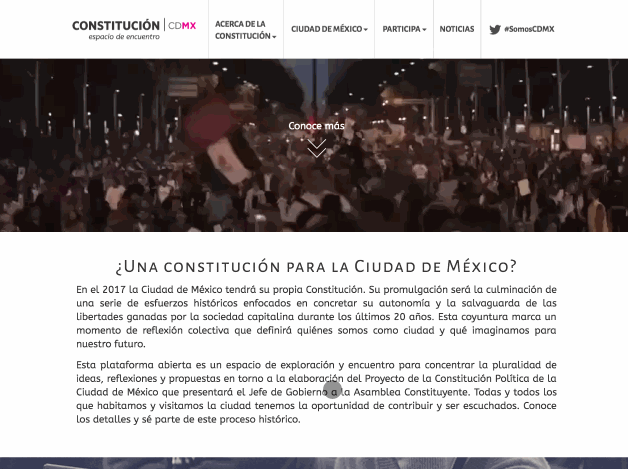 CONSTITUCIÓN | CDMX
espacio de encuentro
ACERCA DE LA
CONSTITUCIÓN
CIUDAD DE MÉXICO
PARTICIPA
NOTICIAS
#SomosCDMX
Conoce más
¿Una constitución para la Ciudad de México?
En el 2017 la Ciudad de México tendrá su propia Constitución. Su promulgación será la culminación de
una serie de esfuerzos históricos enfocados en concretar su autonomía y la salvaguarda de las
libertades ganadas por la sociedad capitalina durante los últimos 20 años. Esta coyuntura marca un
momento de reflexión colectiva que definirá quiénes somos como ciudad y qué imaginamos para
nuestro futuro.
Esta plataforma abierta es un espacio de exploración y encuentro para concentrar la pluralidad de
ideas, reflexiones y propuestas en torno a la elaboración del Proyecto de la Constitución Política de la
Ciudad de México que presentará el Jefe de Gobierno a la Asamblea Constituyente. Todas y todos los
que habitamos y visitamos la ciudad tenemos la oportunidad de contribuir y ser escuchados. Conoce
los detalles y sé parte de este proceso histórico.